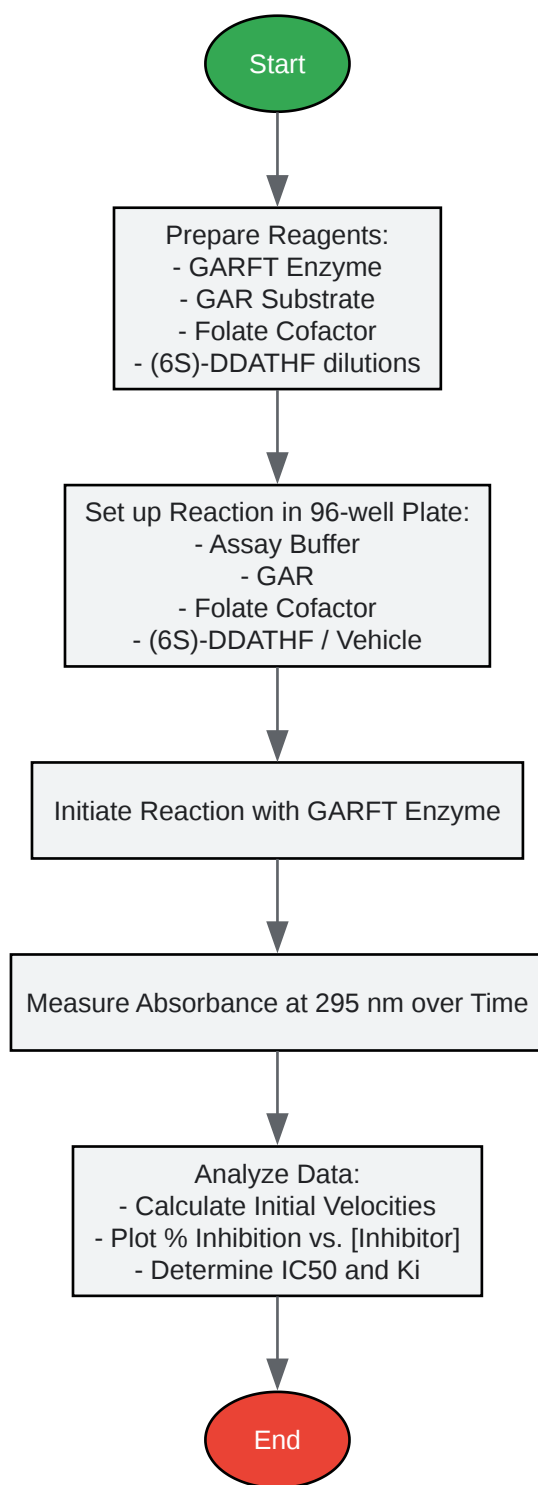 Start
Prepare Reagents:
- GARFT Enzyme
- GAR Substrate
- Folate Cofactor
- (6S)-DDATHF dilutions
Set up Reaction in 96-well Plate:
- Assay Buffer
- GAR
- Folate Cofactor
- (6S)-DDATHF / Vehicle
Initiate Reaction with GARFT Enzyme
Measure Absorbance at 295 nm over Time
Analyze Data:
- Calculate Initial Velocities
- Plot % Inhibition vs. [Inhibitor]
- Determine IC50 and Ki
End